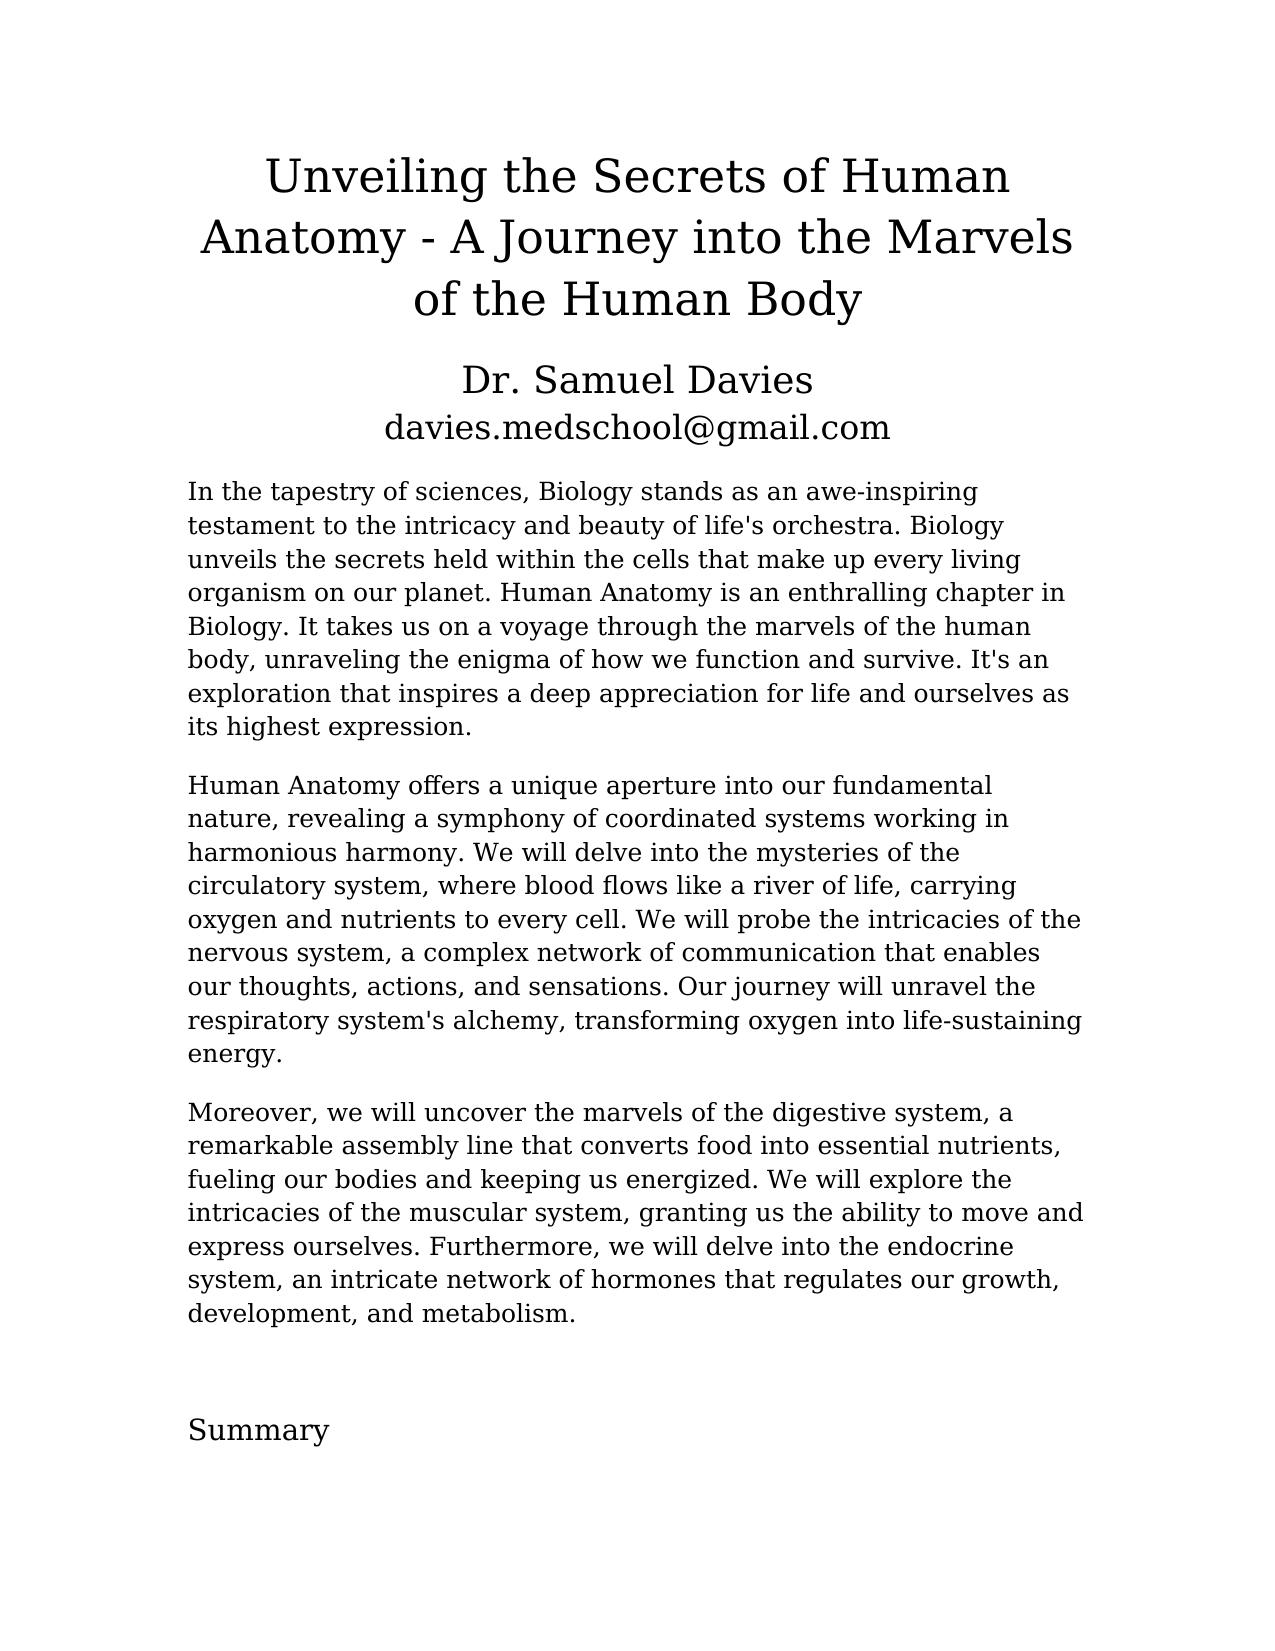 Unveiling the Secrets of Human
Anatomy - A Journey into the Marvels
of the Human Body
Dr. Samuel Davies
davies.medschool@gmail.com
In the tapestry of sciences, Biology stands as an awe-inspiring
testament to the intricacy and beauty of life's orchestra. Biology
unveils the secrets held within the cells that make up every living
organism on our planet. Human Anatomy is an enthralling chapter in
Biology. It takes us on a voyage through the marvels of the human
body, unraveling the enigma of how we function and survive. It's an
exploration that inspires a deep appreciation for life and ourselves as
its highest expression.
Human Anatomy offers a unique aperture into our fundamental
nature, revealing a symphony of coordinated systems working in
harmonious harmony. We will delve into the mysteries of the
circulatory system, where blood flows like a river of life, carrying
oxygen and nutrients to every cell. We will probe the intricacies of the
nervous system, a complex network of communication that enables
our thoughts, actions, and sensations. Our journey will unravel the
respiratory system's alchemy, transforming oxygen into life-sustaining
energy.
Moreover, we will uncover the marvels of the digestive system, a
remarkable assembly line that converts food into essential nutrients,
fueling our bodies and keeping us energized. We will explore the
intricacies of the muscular system, granting us the ability to move and
express ourselves. Furthermore, we will delve into the endocrine
system, an intricate network of hormones that regulates our growth,
development, and metabolism.
Summary